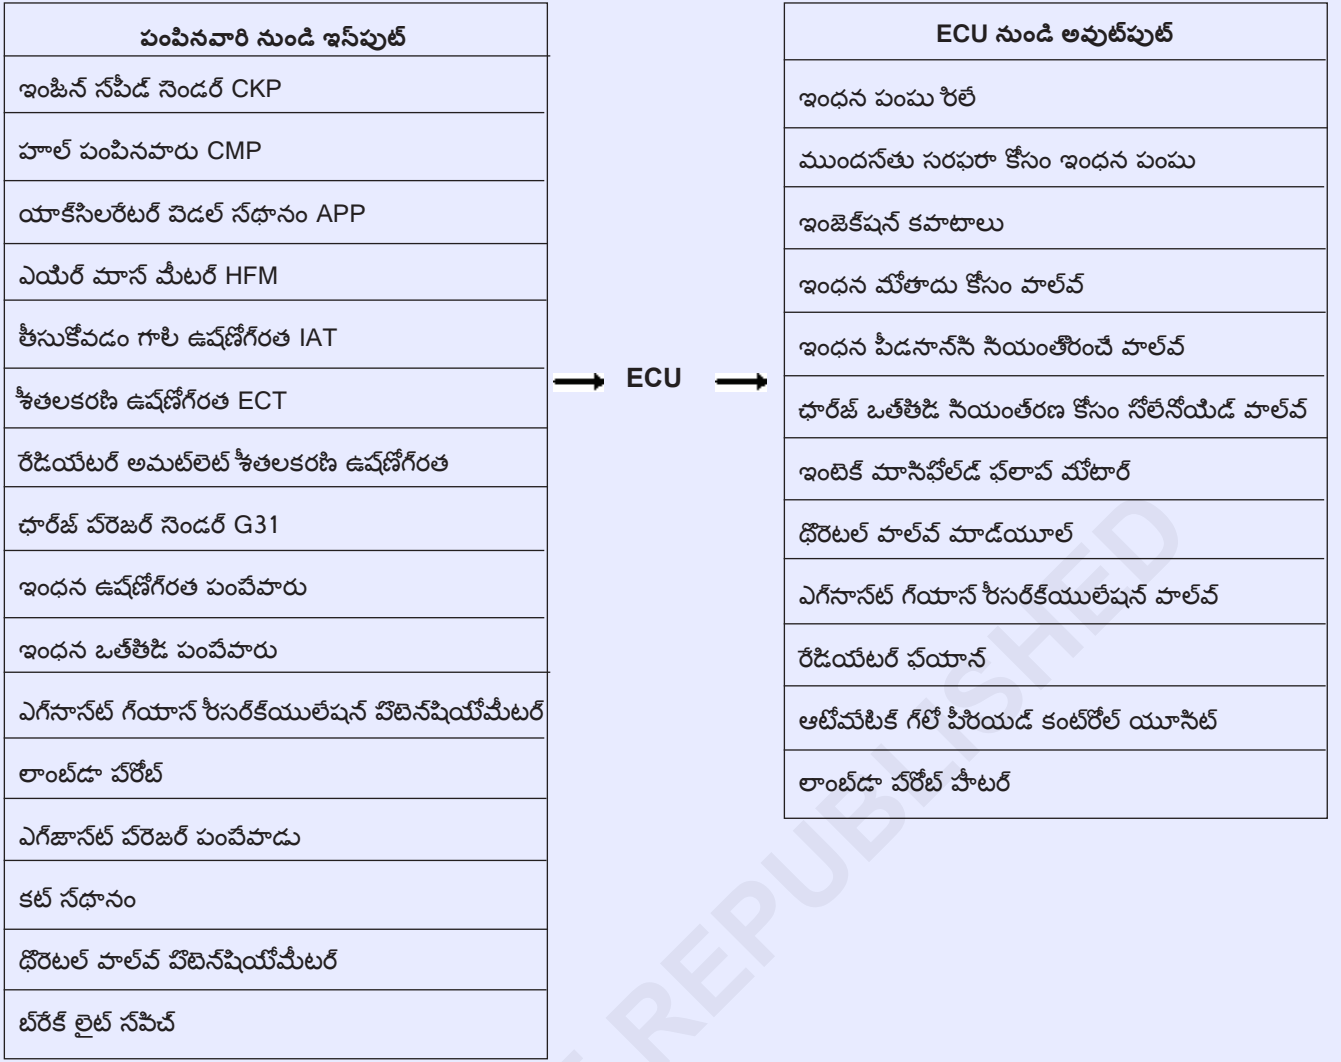 పంపినవారి నుండి ఇన్‌పుట్
ఇంజిన్ స్పీడ్ సెండర్ CKP
హాల్ పంపినవారు CMP
యాక్సిలరేటర్ పెడల్ స్థానం APP
ఎయిర్ మాస్ మీటర్ HFM
తీసుకోవడం గాలి ఉష్ణోగ్రత IAT
శీతలకరణి ఉష్ణోగ్రత ECT
రేడియేటర్ అమట్‌లెట్ శీతలకరణి ఉష్ణోగ్రత
ఛార్జ్ ప్రెజర్ సెండర్ G31
ఇంధన ఉష్ణోగ్రత పంపేవారు
ఇంధన ఒత్తిడి పంపేవారు
ఎగ్నాస్ట్ గ్యాస్ రీసర్క్యులేషన్ పొటెన్షియోమీటర్
లాంబ్డా ప్రోబ్
ఎగ్జాస్ట్ ప్రెజర్ పంపేవాడు
కట్ స్థానం
థొరెటల్ వాల్వ్ పొటెన్షియోమీటర్
బ్రేక్ లైట్ స్విచ్
ECU
ECU నుండి అవుట్‌పుట్
ఇంధన పంపు రిలే
ముందస్తు సరఫరా కోసం ఇంధన పంపు
ఇంజెక్షన్ కవాటాలు
ఇంధన మోతాదు కోసం వాల్వ్
ఇంధన పీడనాన్ని నియంత్రించే వాల్వ్
ఛార్జ్ ఒత్తిడి నియంత్రణ కోసం సోలేనోయిడ్ వాల్వ్
ఇంటెక్ మానిఫోల్డ్ ఫ్లాప్ మోటార్
థొరెటల్ వాల్వ్ మాడ్యూల్
ఎగ్నాస్ట్ గ్యాస్ రీసర్క్యులేషన్ వాల్వ్
రేడియేటర్ ఫ్యాన్
ఆటోమేటిక్ గ్లో పీరియడ్ కంట్రోల్ యూనిట్
లాంబ్డా ప్రోబ్ హీటర్
REPUBLISHED